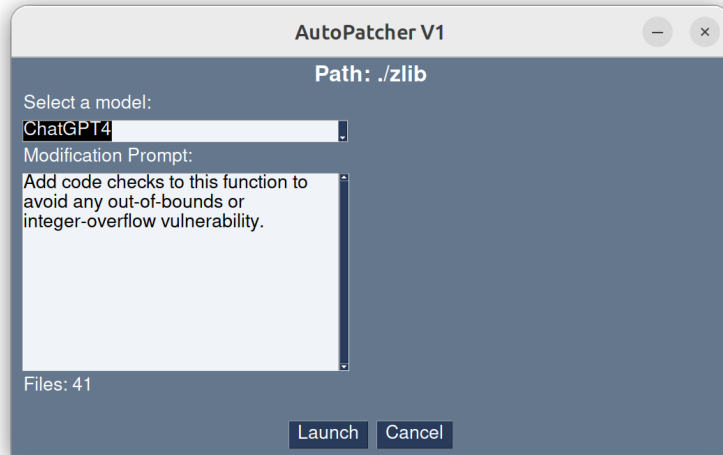 AutoPatcher V1
Path: ./zlib
Select a model:
ChatGPT4
Modification Prompt:
Add code checks to this function to
avoid any out-of-bounds or
integer-overflow vulnerability.
Files: 41
Launch Cancel